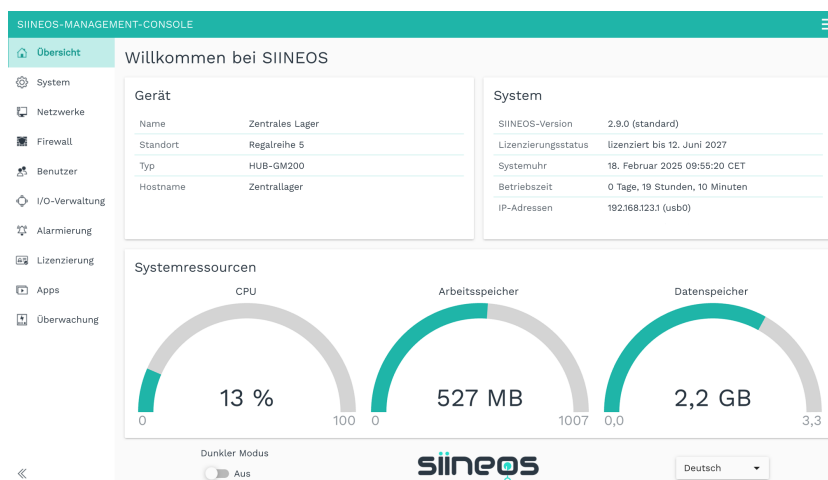 SIINEOS-MANAGEMENT-CONSOLE
Übersicht
System
Netzwerke
Firewall
Benutzer
I/O-Verwaltung
Alarmierung
Lizenzierung
Apps
Überwachung
Willkommen bei SIINEOS
Gerät
Name Zentrales Lager
Standort Regalreihe 5
Typ HUB-GM200
Hostname Zentrallager
System
SIINEOS-Version 2.9.0 (standard)
Lizenzierungsstatus lizenziert bis 12. Juni 2027
Systemuhr 18. Februar 2025 09:55:20 CET
Betriebszeit 0 Tage, 19 Stunden, 10 Minuten
IP-Adressen 192.168.123.1 (usb0)
Systemressourcen
CPU
13 %
0 100
Arbeitsspeicher
527 MB
0 1007
Datenspeicher
2,2 GB
0,0 3,3
Dunkler Modus
Aus
siineos
Deutsch